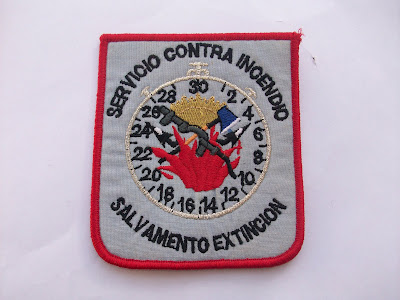 SERVICIO CONTRA INCENDIO
30 2 4 6 8 10 12 14 16 18 20 22 24 26 28
SALVAMENTO EXTINCION